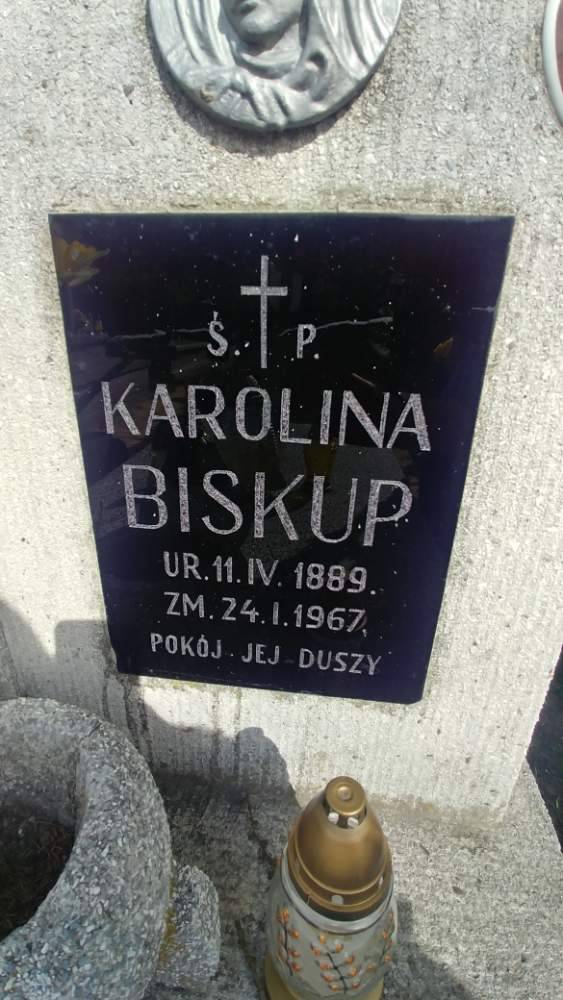 Ś. P.
KAROLINA
BISKUP
UR. 11. IV. 1889.
ZM. 24. I. 1967.
POKÓJ JEJ DUSZY